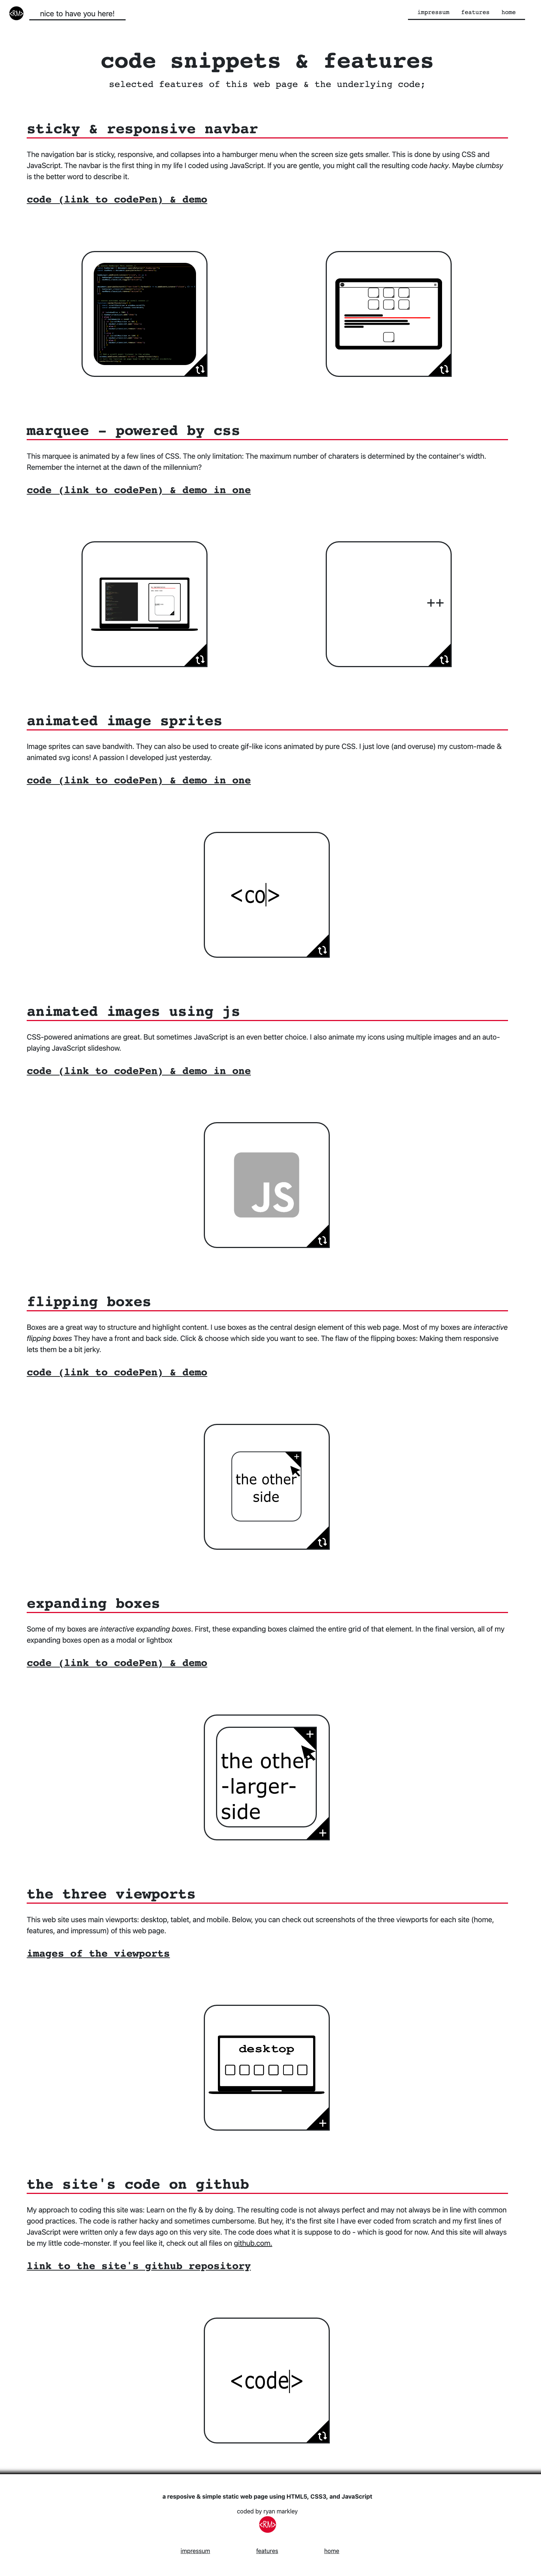 <RM>
nice to have you here!
impressum features home
code snippets & features
selected features of this web page & the underlying code;
sticky & responsive navbar
The navigation bar is sticky, responsive, and collapses into a hamburger menu when the screen size gets smaller. This is done by using CSS and
JavaScript. The navbar is the first thing in my life I coded using JavaScript. If you are gentle, you might call the resulting code hacky. Maybe clumbsy
is the better word to describe it.
code (link to codePen) & demo
marquee - powered by css
This marquee is animated by a few lines of CSS. The only limitation: The maximum number of charaters is determined by the container's width.
Remember the internet at the dawn of the millennium?
code (link to codePen) & demo in one
++
animated image sprites
Image sprites can save bandwith. They can also be used to create gif-like icons animated by pure CSS. I just love (and overuse) my custom-made &
animated svg icons! A passion I developed just yesterday.
code (link to codePen) & demo in one
<co|>
animated images using js
CSS-powered animations are great. But sometimes JavaScript is an even better choice. I also animate my icons using multiple images and an auto-
playing JavaScript slideshow.
code (link to codePen) & demo in one
JS
flipping boxes
Boxes are a great way to structure and highlight content. I use boxes as the central design element of this web page. Most of my boxes are interactive
flipping boxes They have a front and back side. Click & choose which side you want to see. The flaw of the flipping boxes: Making them responsive
lets them be a bit jerky.
code (link to codePen) & demo
+
the other
side
expanding boxes
Some of my boxes are interactive expanding boxes. First, these expanding boxes claimed the entire grid of that element. In the final version, all of my
expanding boxes open as a modal or lightbox
code (link to codePen) & demo
+
the other
-larger-
side
+
the three viewports
This web site uses main viewports: desktop, tablet, and mobile. Below, you can check out screenshots of the three viewports for each site (home,
features, and impressum) of this web page.
images of the viewports
desktop
+
the site's code on github
My approach to coding this site was: Learn on the fly & by doing. The resulting code is not always perfect and may not always be in line with common
good practices. The code is rather hacky and sometimes cumbersome. But hey, it's the first site I have ever coded from scratch and my first lines of
JavaScript were written only a few days ago on this very site. The code does what it is suppose to do - which is good for now. And this site will always
be my little code-monster. If you feel like it, check out all files on github.com.
link to the site's github repository
<code|>
a resposive & simple static web page using HTML5, CSS3, and JavaScript
coded by ryan markley
<RM>
impressum features home